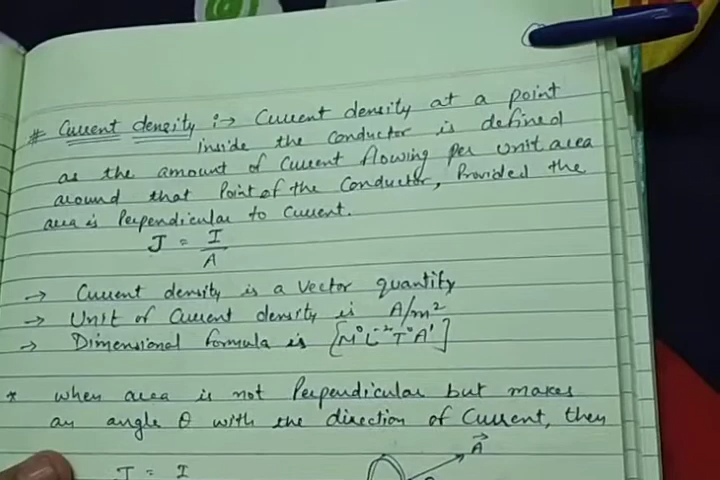 # Current density :→ Current density at a point
inside the conductor is defined
as the amount of current flowing per unit area
around that point of the conductor, Provided the
area is Perpendicular to current.
J = I/A
→ Current density is a vector quantity
→ Unit of Current density is A/m²
→ Dimensional formula is [M⁰L⁻²T⁰A¹]
* when area is not Perpendicular but makes
an angle θ with the direction of Current, then
J = I
A⃗